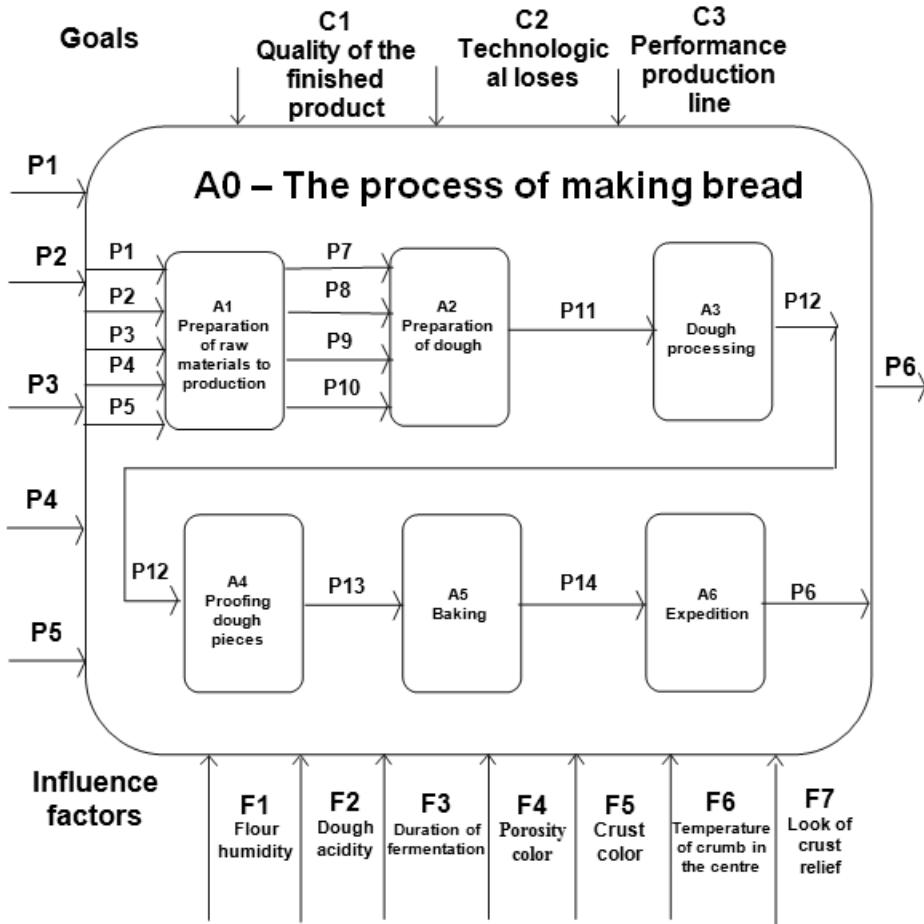 Goals
C1
Quality of the
finished
product
C2
Technologic
al loses
C3
Performance
production
line
P1
P2
P3
P4
P5
A0 – The process of making bread
P1
P2
P3
P4
P5
A1
Preparation
of raw
materials to
production
P7
P8
P9
P10
A2
Preparation
of dough
P11
A3
Dough
processing
P12
P6
P12
A4
Proofing
dough
pieces
P13
A5
Baking
P14
A6
Expedition
P6
Influence
factors
F1
Flour
humidity
F2
Dough
acidity
F3
Duration of
fermentation
F4
Porosity
color
F5
Crust
color
F6
Temperature
of crumb in
the centre
F7
Look of
crust
relief